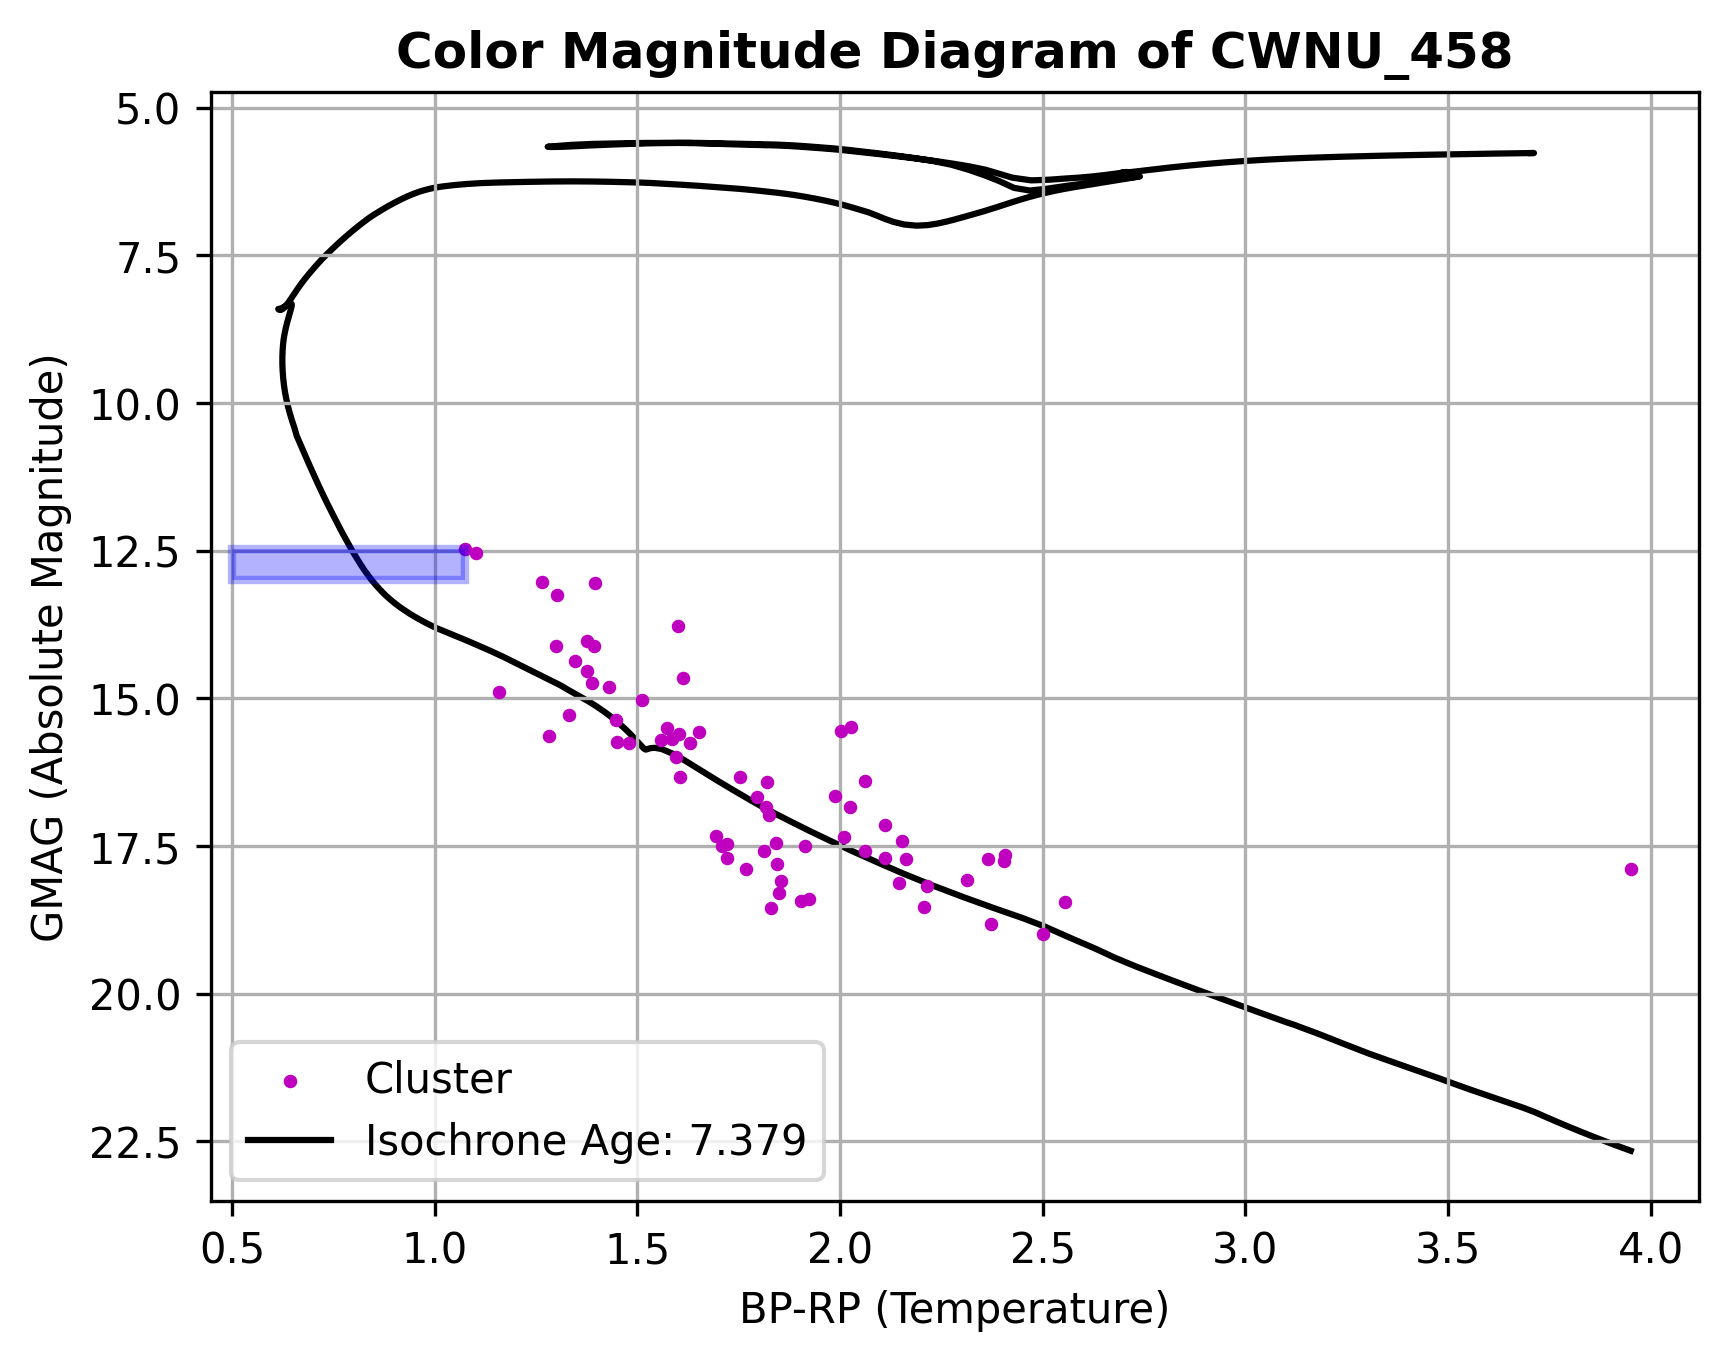 Color Magnitude Diagram of CWNU_458
GMAG (Absolute Magnitude)
5.0
7.5
10.0
12.5
15.0
17.5
20.0
22.5
Cluster
Isochrone Age: 7.379
0.5 1.0 1.5 2.0 2.5 3.0 3.5 4.0
BP-RP (Temperature)